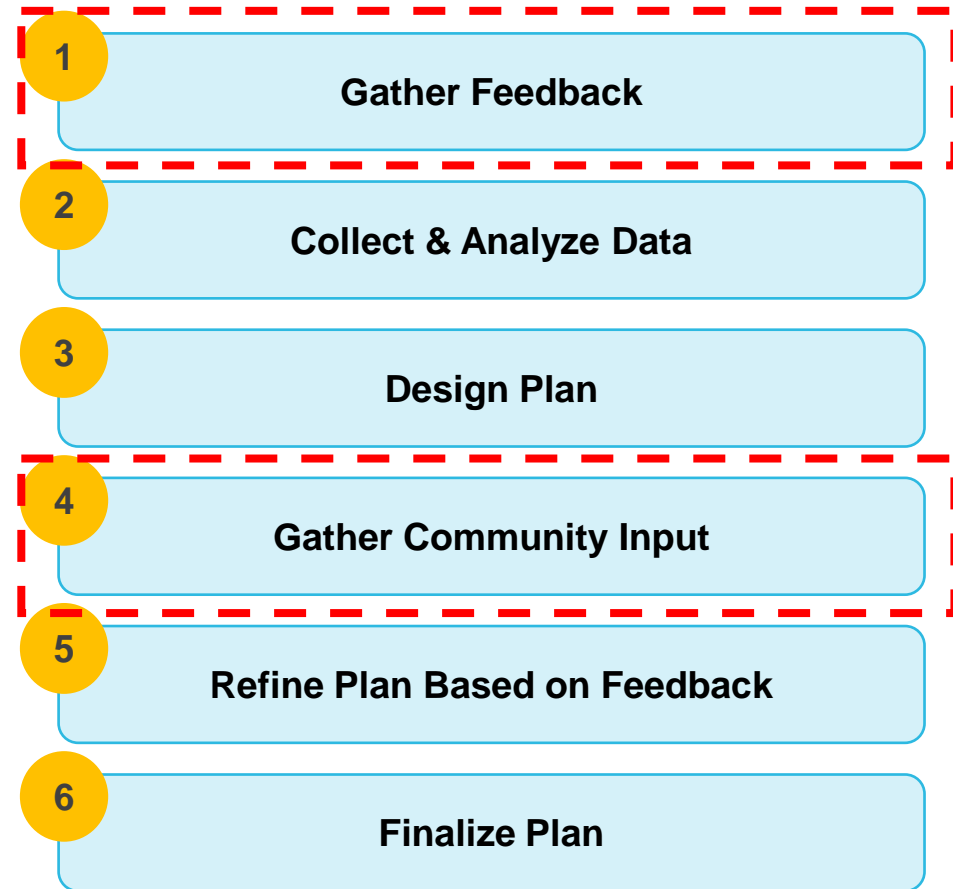 1
Gather Feedback
2
Collect & Analyze Data
3
Design Plan
4
Gather Community Input
5
Refine Plan Based on Feedback
6
Finalize Plan